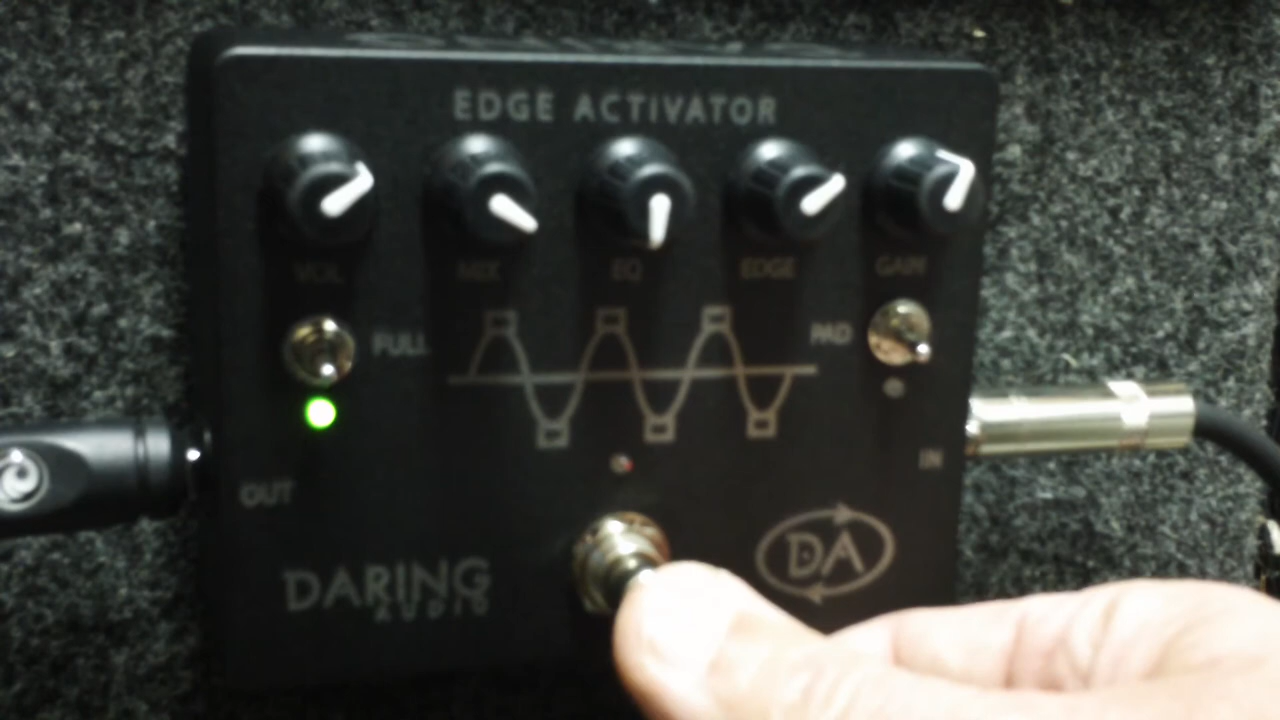 EDGE ACTIVATOR
VOL MIX EQ EDGE GAIN
FULL PAD
OUT IN
DARING
AUDIO
DA